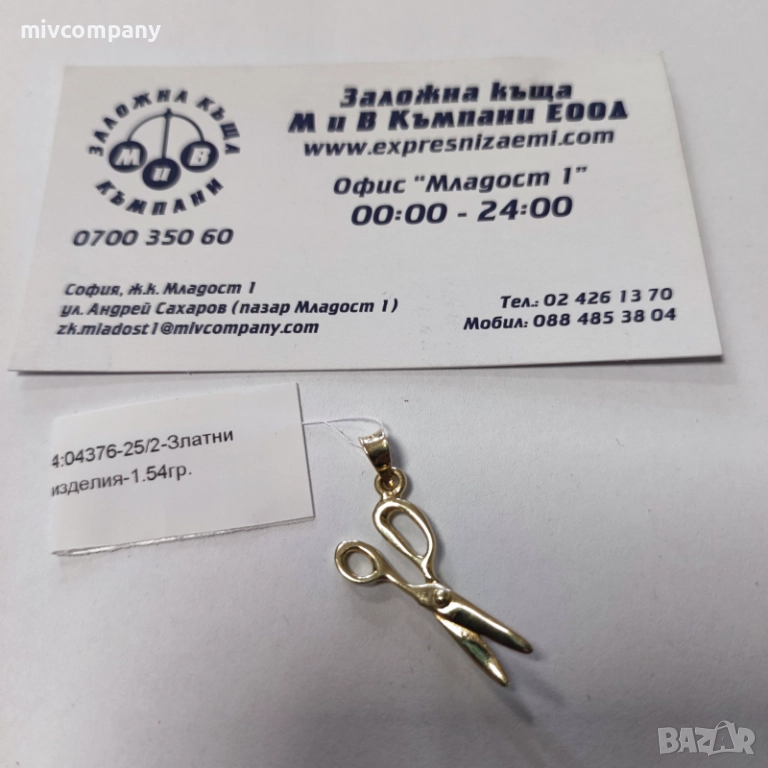 mivcompany
ЗАЛОЖНА КЪЩА
М и В
КЪМПАНИ
0700 350 60
Заложна къща
М и В Къмпани ЕООД
www.expresnizaemi.com
Офис "Младост 1"
00:00 - 24:00
София, ж.к. Младост 1
ул. Андрей Сахаров (пазар Младост 1)
zk.mladost1@mivcompany.com
Тел.: 02 426 13 70
Мобил: 088 485 38 04
4:04376-25/2-Златни
изделия-1.54гр.
BAZAR